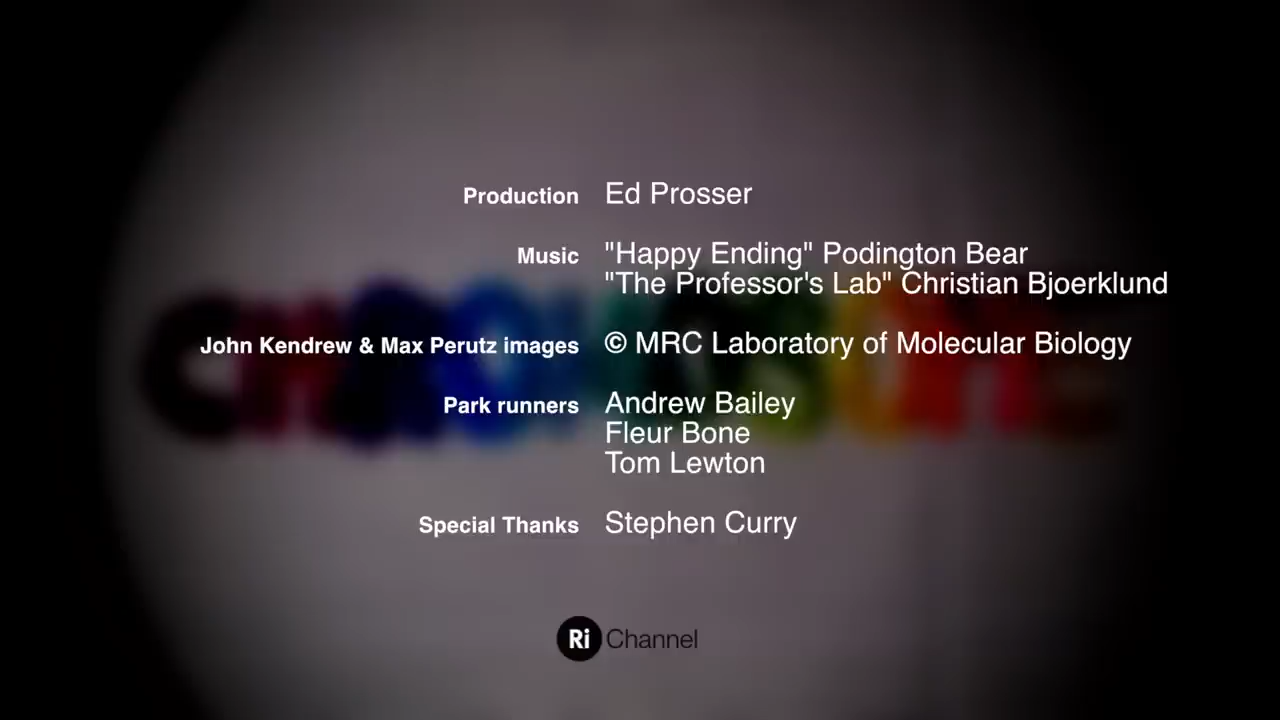 Production Ed Prosser
Music "Happy Ending" Podington Bear
"The Professor's Lab" Christian Bjoerklund
John Kendrew & Max Perutz images © MRC Laboratory of Molecular Biology
Park runners Andrew Bailey
Fleur Bone
Tom Lewton
Special Thanks Stephen Curry
Ri Channel